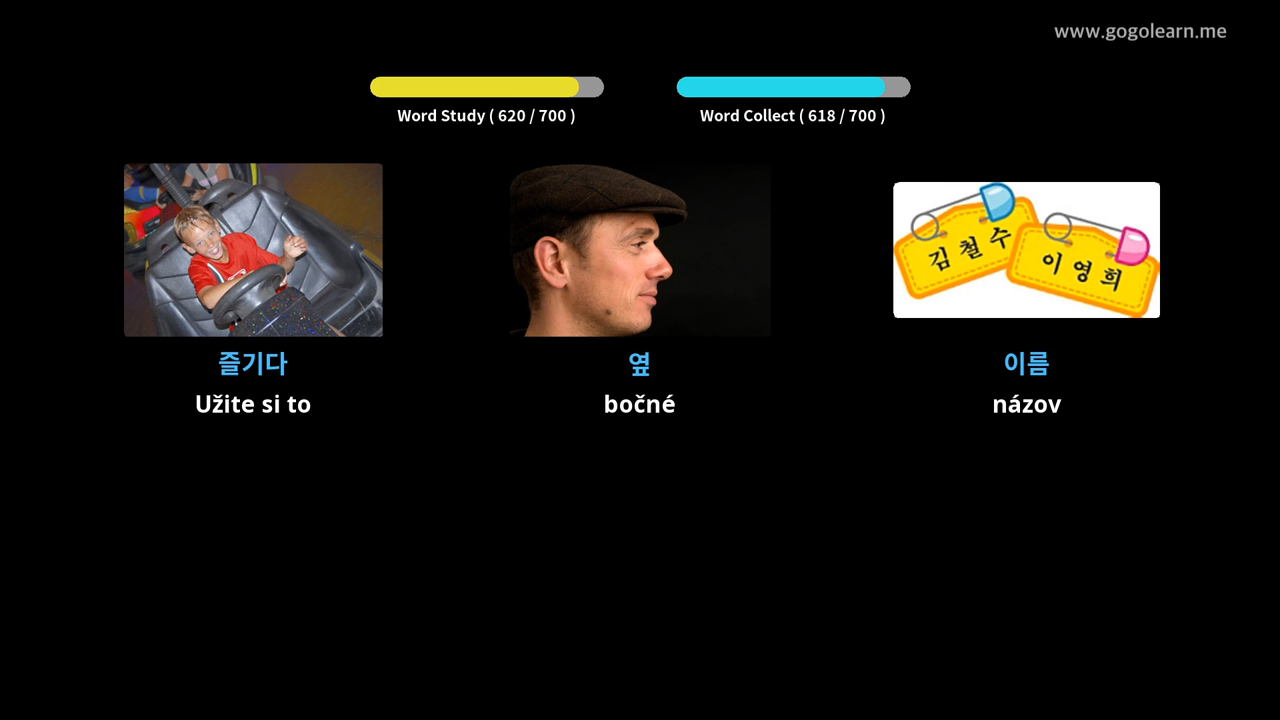 www.gogolearn.me
Word Study ( 620 / 700 )
Word Collect ( 618 / 700 )
김철수
이영희
즐기다
옆
이름
Užite si to
bočné
názov